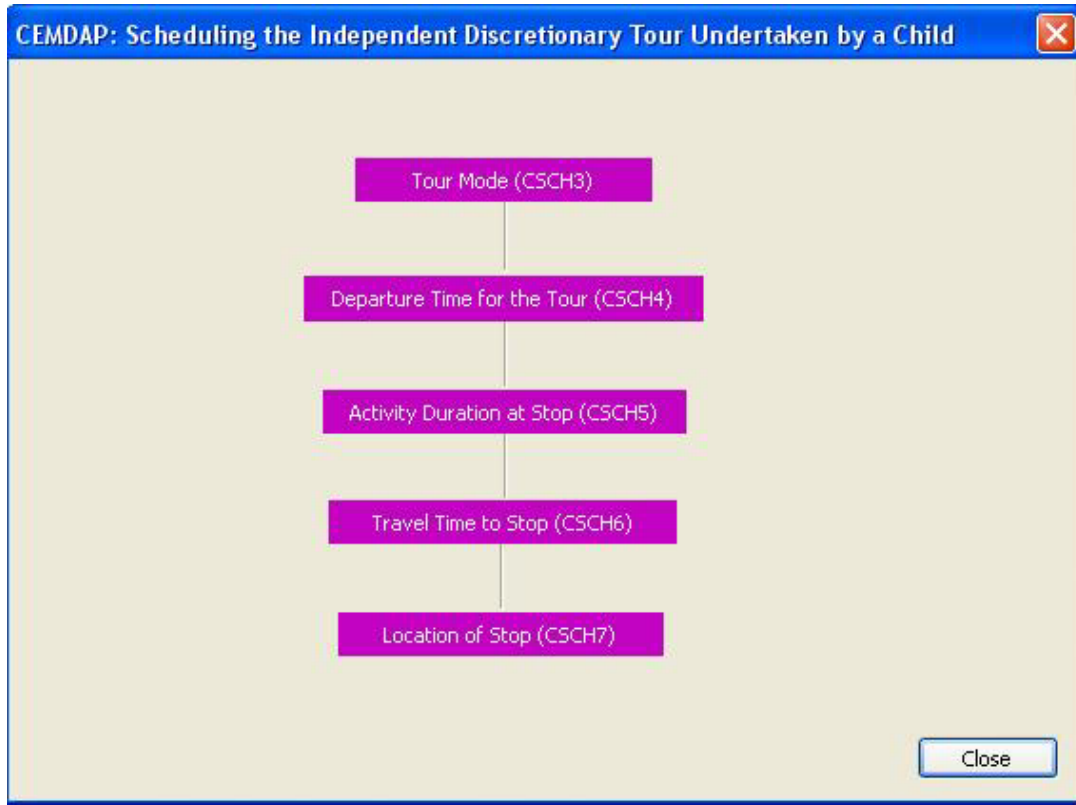 CEMDAP: Scheduling the Independent Discretionary Tour Undertaken by a Child
Tour Mode (CSCH3)
Departure Time for the Tour (CSCH4)
Activity Duration at Stop (CSCH5)
Travel Time to Stop (CSCH6)
Location of Stop (CSCH7)
Close